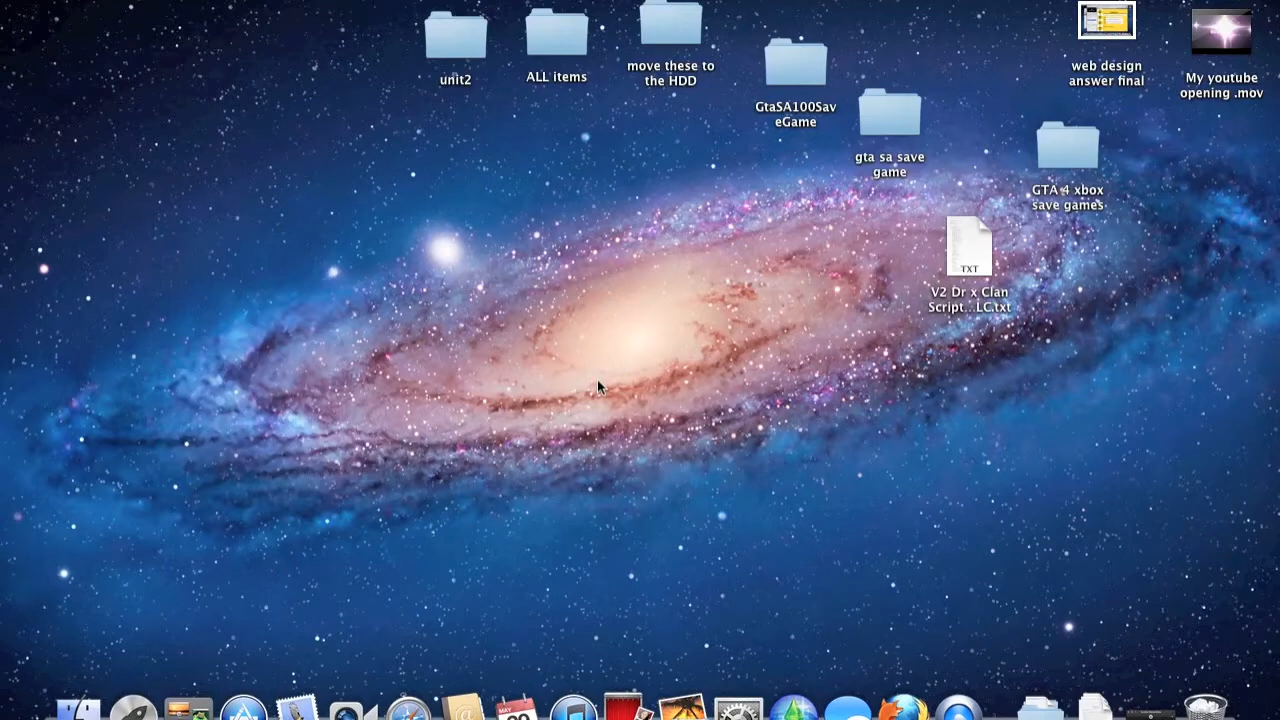 unit2
ALL items
move these to
the HDD
GtaSA100Sav
eGame
gta sa save
game
GTA 4 xbox
save games
web design
answer final
My youtube
opening .mov
TXT
V2 Dr x Clan
Script...LC.txt
MAY